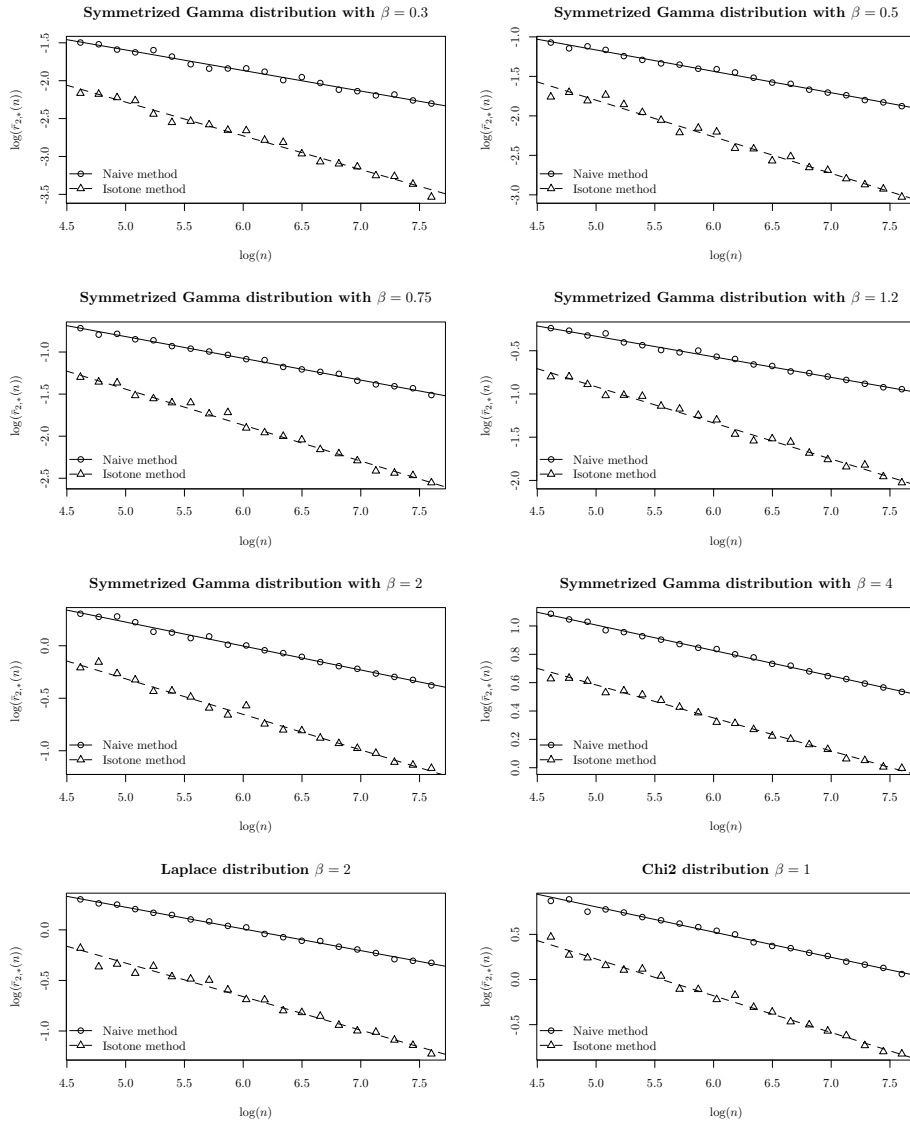 Symmetrized Gamma distribution with β = 0.3
log(r̄2,*(n))
-1.5
-2.0
-2.5
-3.0
-3.5
Naive method
Isotone method
4.5 5.0 5.5 6.0 6.5 7.0 7.5
log(n)
Symmetrized Gamma distribution with β = 0.5
log(r̄2,*(n))
-1.0
-1.5
-2.0
-2.5
-3.0
Naive method
Isotone method
4.5 5.0 5.5 6.0 6.5 7.0 7.5
log(n)
Symmetrized Gamma distribution with β = 0.75
log(r̄2,*(n))
-1.0
-1.5
-2.0
-2.5
Naive method
Isotone method
4.5 5.0 5.5 6.0 6.5 7.0 7.5
log(n)
Symmetrized Gamma distribution with β = 1.2
log(r̄2,*(n))
-0.5
-1.0
-1.5
-2.0
Naive method
Isotone method
4.5 5.0 5.5 6.0 6.5 7.0 7.5
log(n)
Symmetrized Gamma distribution with β = 2
log(r̄2,*(n))
0.0
-0.5
-1.0
Naive method
Isotone method
4.5 5.0 5.5 6.0 6.5 7.0 7.5
log(n)
Symmetrized Gamma distribution with β = 4
log(r̄2,*(n))
1.0
0.8
0.6
0.4
0.2
0.0
Naive method
Isotone method
4.5 5.0 5.5 6.0 6.5 7.0 7.5
log(n)
Laplace distribution β = 2
log(r̄2,*(n))
0.0
-0.5
-1.0
Naive method
Isotone method
4.5 5.0 5.5 6.0 6.5 7.0 7.5
log(n)
Chi2 distribution β = 1
log(r̄2,*(n))
0.5
0.0
-0.5
Naive method
Isotone method
4.5 5.0 5.5 6.0 6.5 7.0 7.5
log(n)